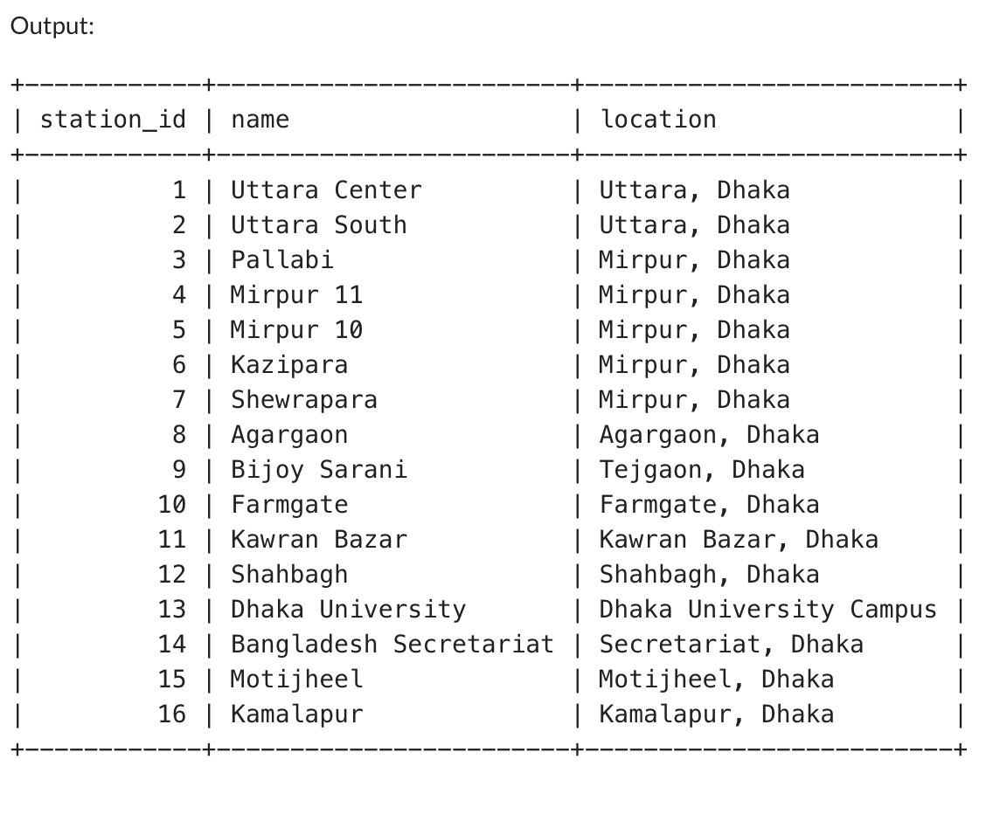 Output:
+------------+------------------------+-------------------------+
| station_id | name                   | location                |
+------------+------------------------+-------------------------+
|          1 | Uttara Center          | Uttara, Dhaka           |
|          2 | Uttara South           | Uttara, Dhaka           |
|          3 | Pallabi                | Mirpur, Dhaka           |
|          4 | Mirpur 11              | Mirpur, Dhaka           |
|          5 | Mirpur 10              | Mirpur, Dhaka           |
|          6 | Kazipara               | Mirpur, Dhaka           |
|          7 | Shewrapara             | Mirpur, Dhaka           |
|          8 | Agargaon               | Agargaon, Dhaka         |
|          9 | Bijoy Sarani           | Tejgaon, Dhaka          |
|         10 | Farmgate               | Farmgate, Dhaka         |
|         11 | Kawran Bazar           | Kawran Bazar, Dhaka     |
|         12 | Shahbagh               | Shahbagh, Dhaka         |
|         13 | Dhaka University       | Dhaka University Campus |
|         14 | Bangladesh Secretariat | Secretariat, Dhaka      |
|         15 | Motijheel              | Motijheel, Dhaka        |
|         16 | Kamalapur              | Kamalapur, Dhaka        |
+------------+------------------------+-------------------------+